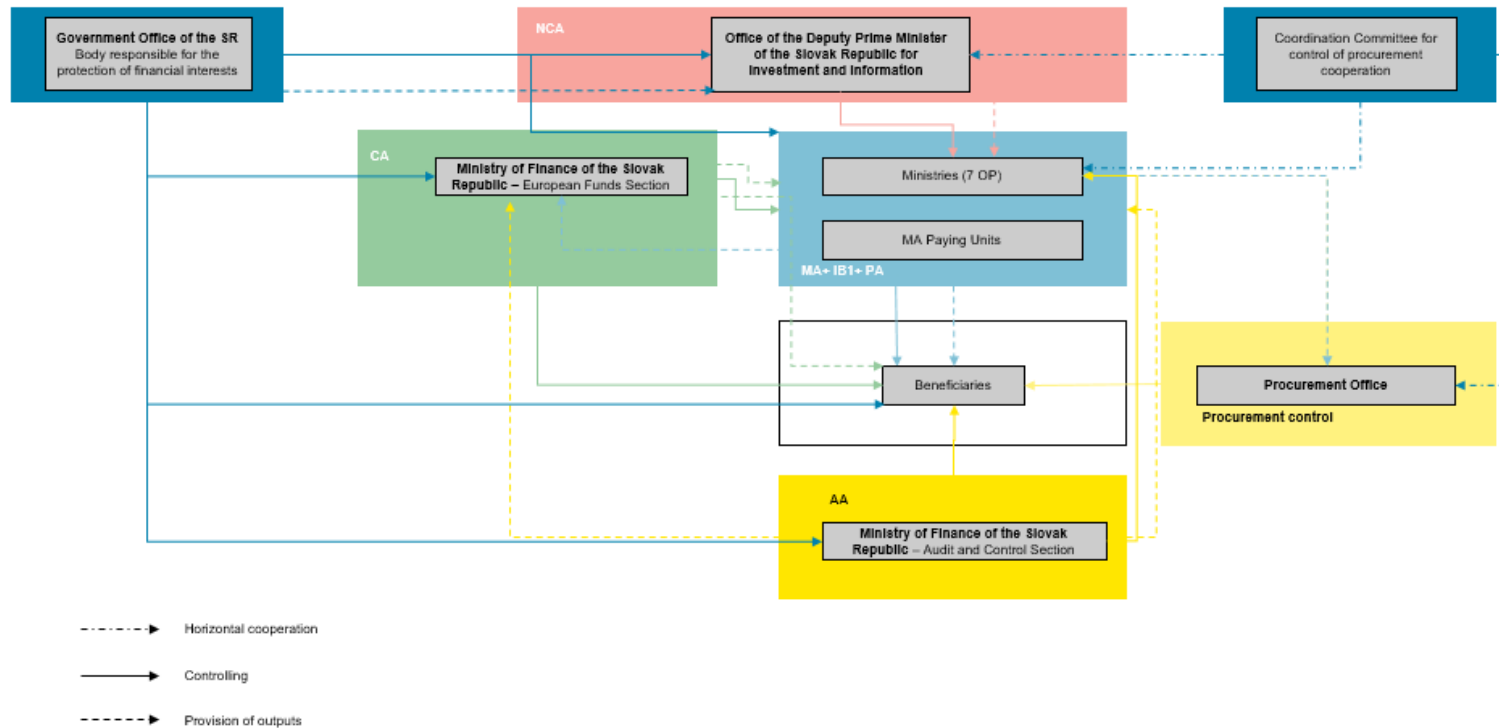 Government Office of the SR
Body responsible for the
protection of financial interests
NCA
Office of the Deputy Prime Minister
of the Slovak Republic for
Investment and Information
Coordination Committee for
control of procurement
cooperation
CA
Ministry of Finance of the Slovak
Republic – European Funds Section
Ministries (7 OP)
MA Paying Units
MA+ IB1+ PA
Beneficiaries
Procurement Office
Procurement control
AA
Ministry of Finance of the Slovak
Republic – Audit and Control Section
Horizontal cooperation
Controlling
Provision of outputs